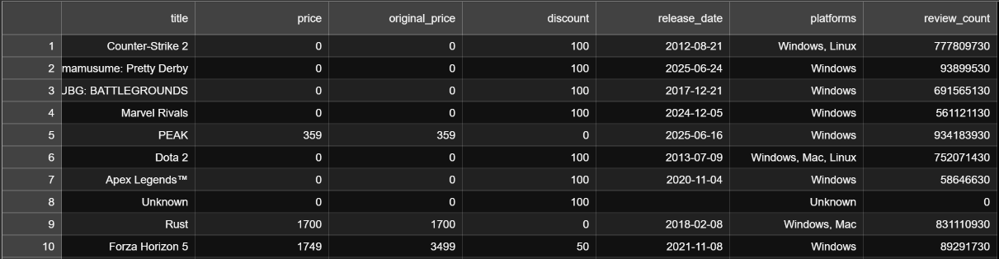 title price original_price discount release_date platforms review_count
1 Counter-Strike 2 0 0 100 2012-08-21 Windows, Linux 777809730
2 mamusume: Pretty Derby 0 0 100 2025-06-24 Windows 93899530
3 UBG: BATTLEGROUNDS 0 0 100 2017-12-21 Windows 691565130
4 Marvel Rivals 0 0 100 2024-12-05 Windows 561121130
5 PEAK 359 359 0 2025-06-16 Windows 934183930
6 Dota 2 0 0 100 2013-07-09 Windows, Mac, Linux 752071430
7 Apex Legends™ 0 0 100 2020-11-04 Windows 58646630
8 Unknown 0 0 100 Unknown 0
9 Rust 1700 1700 0 2018-02-08 Windows, Mac 831110930
10 Forza Horizon 5 1749 3499 50 2021-11-08 Windows 89291730